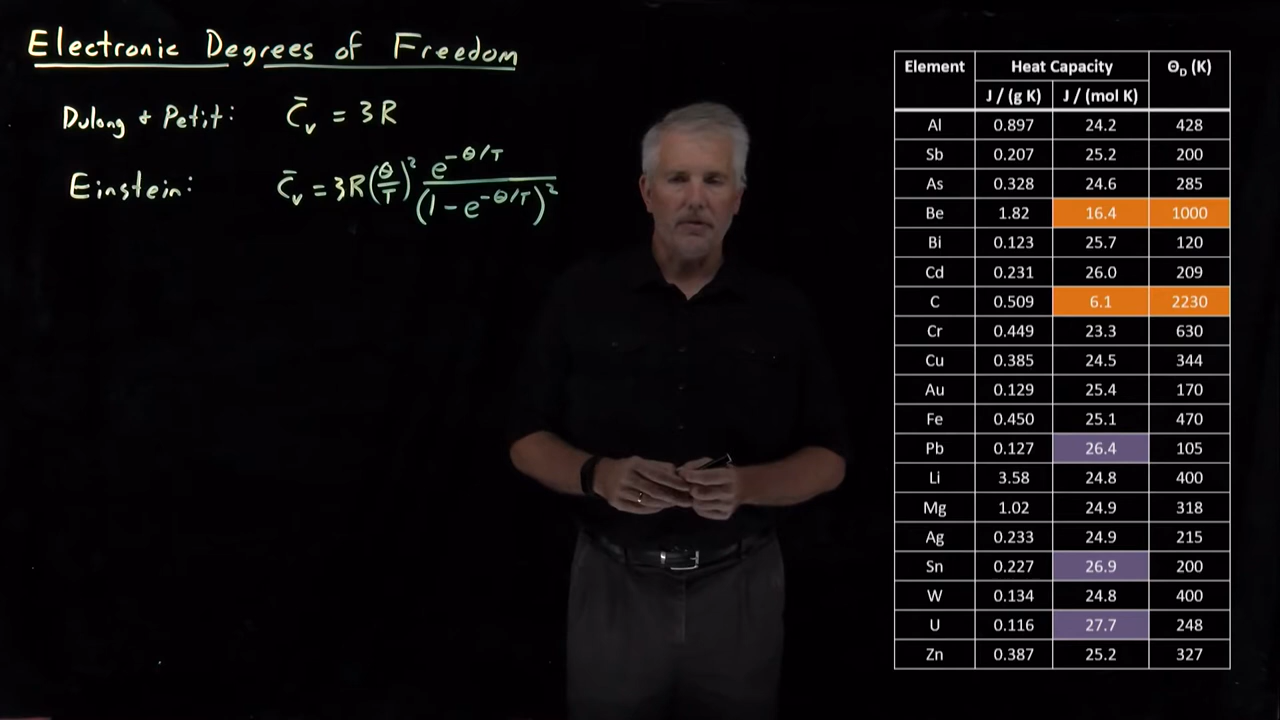 Electronic Degrees of Freedom
Dulong + Petit: C̄v = 3R
Einstein: C̄v = 3R(Θ/T)² e^(-Θ/T) / (1 - e^(-Θ/T))²
Element Heat Capacity ΘD (K)
J / (g K) J / (mol K)
Al 0.897 24.2 428
Sb 0.207 25.2 200
As 0.328 24.6 285
Be 1.82 16.4 1000
Bi 0.123 25.7 120
Cd 0.231 26.0 209
C 0.509 6.1 2230
Cr 0.449 23.3 630
Cu 0.385 24.5 344
Au 0.129 25.4 170
Fe 0.450 25.1 470
Pb 0.127 26.4 105
Li 3.58 24.8 400
Mg 1.02 24.9 318
Ag 0.233 24.9 215
Sn 0.227 26.9 200
W 0.134 24.8 400
U 0.116 27.7 248
Zn 0.387 25.2 327